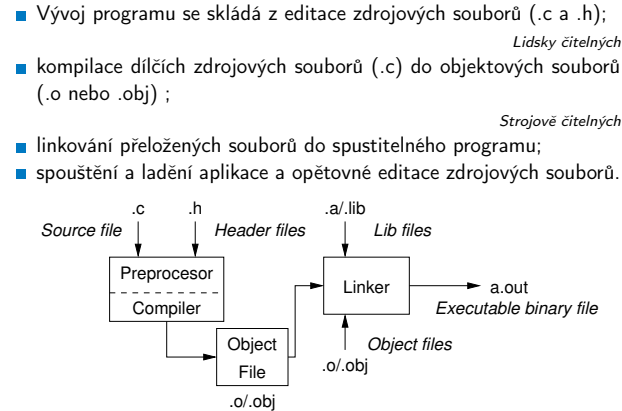 Vývoj programu se skládá z editace zdrojových souborů (.c a .h);
Lidsky čitelných
kompilace dílčích zdrojových souborů (.c) do objektových souborů
(.o nebo .obj) ;
Strojově čitelných
linkování přeložených souborů do spustitelného programu;
spouštění a ladění aplikace a opětovné editace zdrojových souborů.
.c .h .a/.lib
Source file Header files Lib files
Preprocesor
Compiler
Linker
a.out
Executable binary file
Object
File
.o/.obj
Object files
.o/.obj